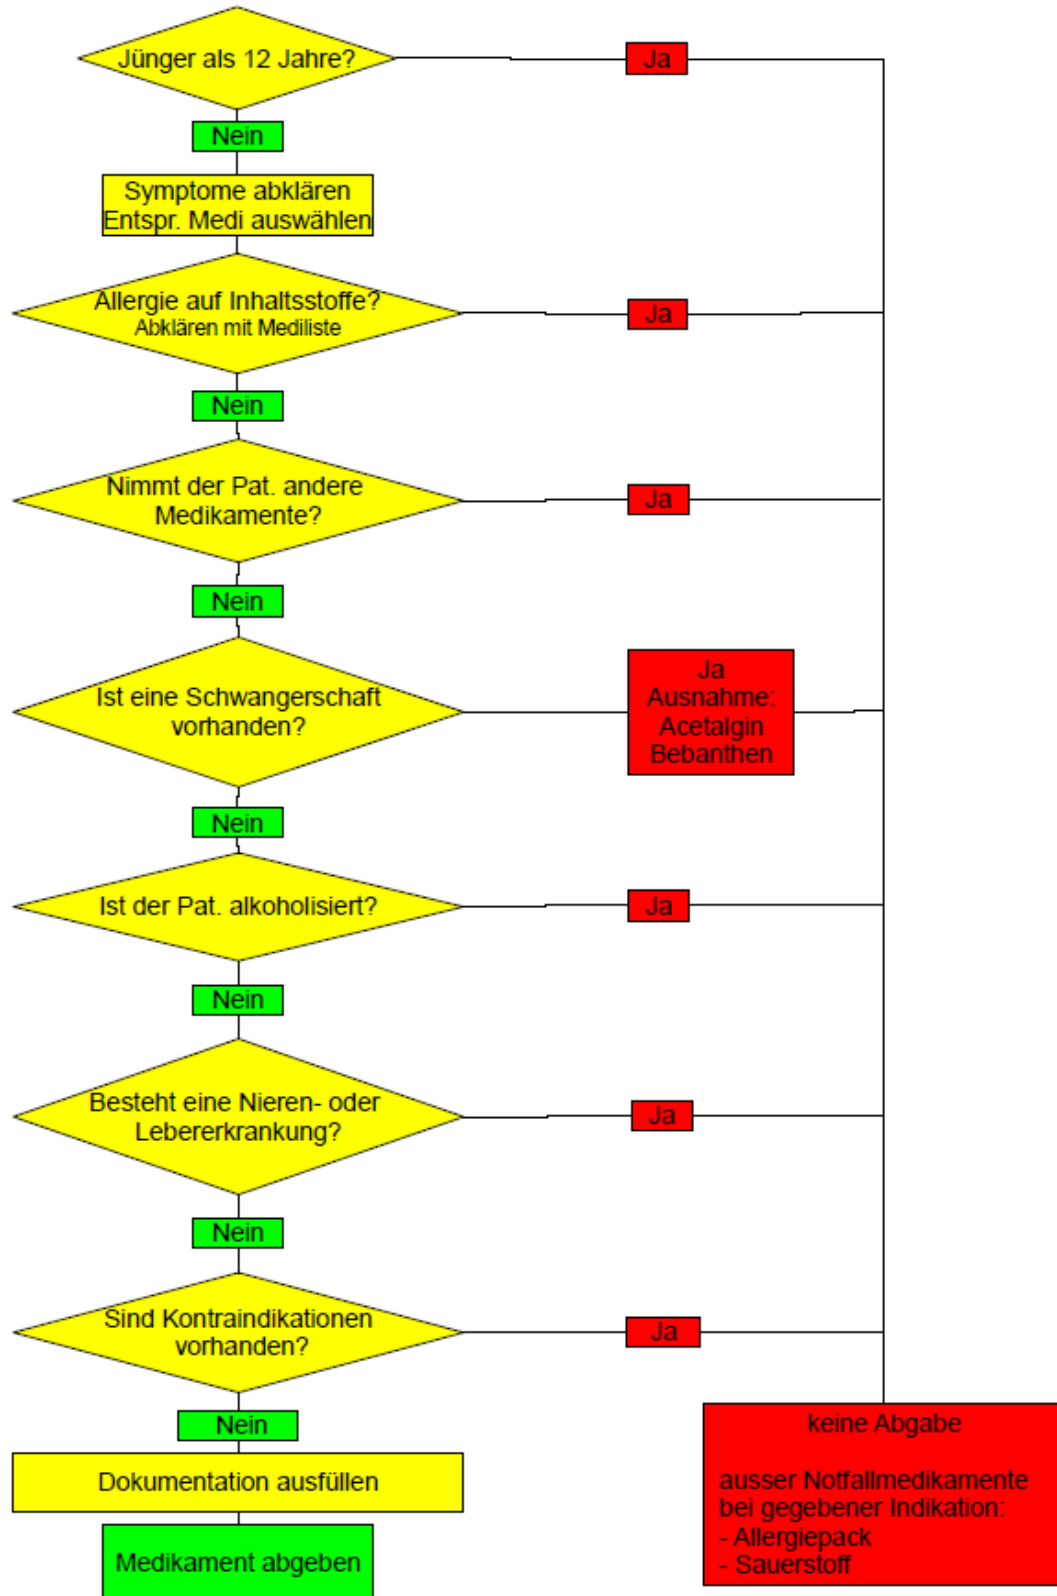 Jünger als 12 Jahre?
Ja
Nein
Symptome abklären
Entspr. Medi auswählen
Allergie auf Inhaltsstoffe?
Abklären mit Mediliste
Ja
Nein
Nimmt der Pat. andere
Medikamente?
Ja
Nein
Ist eine Schwangerschaft
vorhanden?
Ja
Ausnahme:
Acetalgin
Bebanthen
Nein
Ist der Pat. alkoholisiert?
Ja
Nein
Besteht eine Nieren- oder
Lebererkrankung?
Ja
Nein
Sind Kontraindikationen
vorhanden?
Ja
Nein
Dokumentation ausfüllen
Medikament abgeben
keine Abgabe
ausser Notfallmedikamente
bei gegebener Indikation:
- Allergiepack
- Sauerstoff